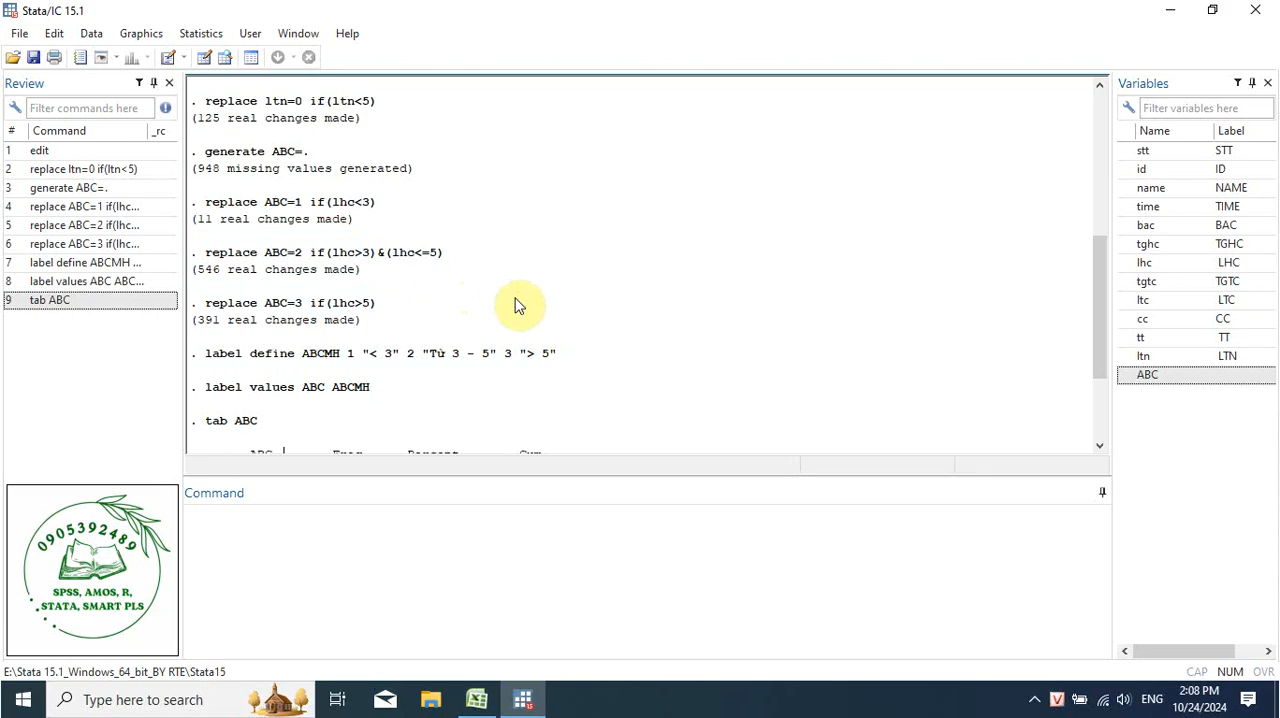 Stata/IC 15.1
File Edit Data Graphics Statistics User Window Help
Review
Filter commands here
# Command _rc
1 edit
2 replace ltn=0 if(ltn<5)
3 generate ABC=.
4 replace ABC=1 if(lhc...
5 replace ABC=2 if(lhc...
6 replace ABC=3 if(lhc...
7 label define ABCMH ...
8 label values ABC ABC...
9 tab ABC
. replace ltn=0 if(ltn<5)
(125 real changes made)
. generate ABC=.
(948 missing values generated)
. replace ABC=1 if(lhc<3)
(11 real changes made)
. replace ABC=2 if(lhc>3)&(lhc<=5)
(546 real changes made)
. replace ABC=3 if(lhc>5)
(391 real changes made)
. label define ABCMH 1 "< 3" 2 "Từ 3 - 5" 3 "> 5"
. label values ABC ABCMH
. tab ABC
ABC | Freq. Percent Cum.
Command
Variables
Filter variables here
Name Label
stt STT
id ID
name NAME
time TIME
bac BAC
tghc TGHC
lhc LHC
tgtc TGTC
ltc LTC
cc CC
tt TT
ltn LTN
ABC
0905392489
SPSS, AMOS, R,
STATA, SMART PLS
E:\Stata 15.1_Windows_64_bit_BY RTE\Stata15
CAP NUM OVR
Type here to search
15
V
ENG
2:08 PM
10/24/2024